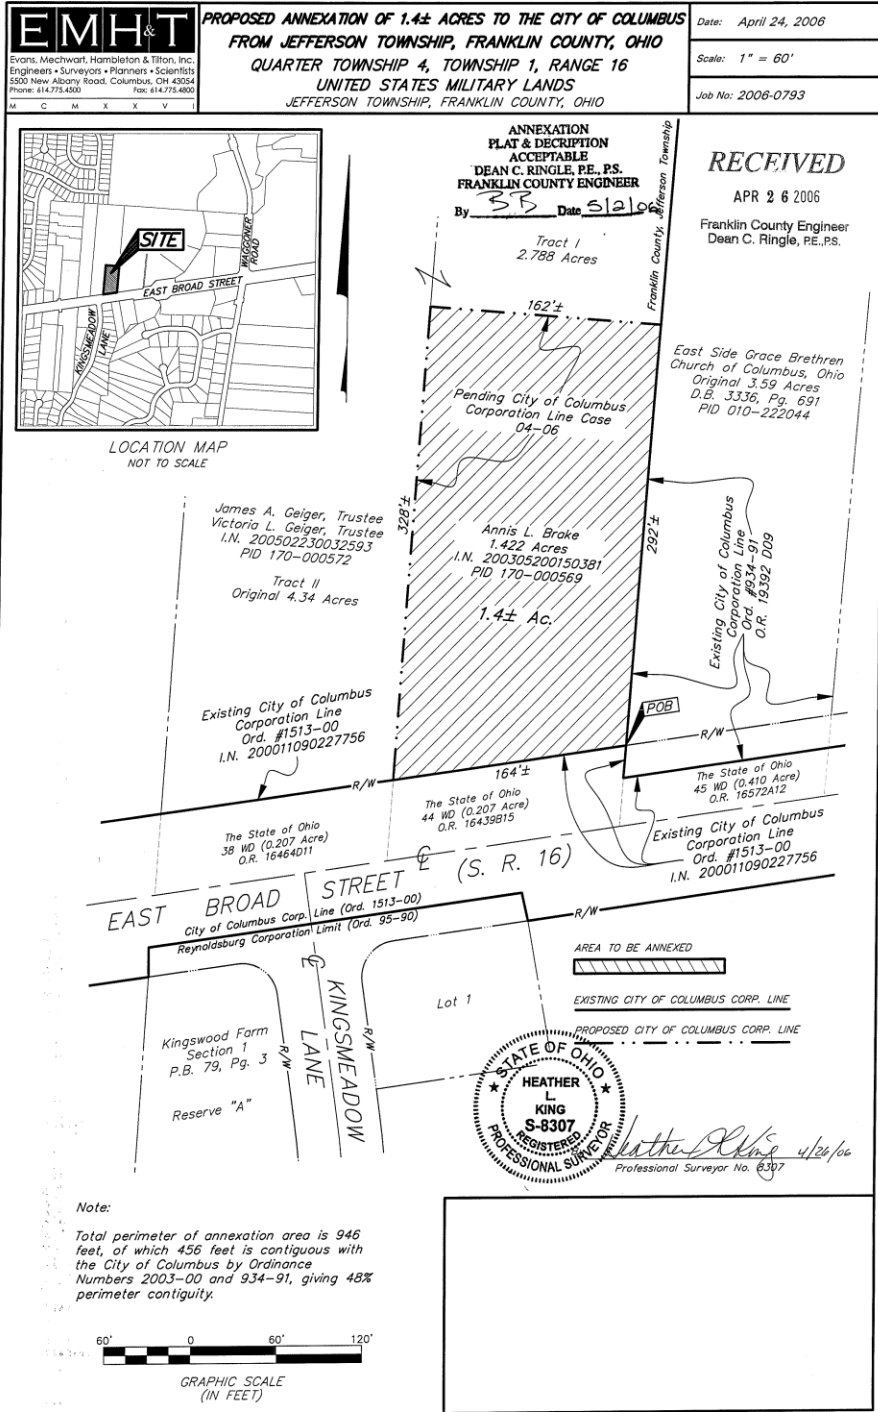 EMH&T
Evans, Mechwart, Hambleton & Tilton, Inc.
Engineers • Surveyors • Planners • Scientists
5500 New Albany Road, Columbus, OH 43054
Phone: 614.775.4500 Fax: 614.775.4800
M C M X X V I
PROPOSED ANNEXATION OF 1.4± ACRES TO THE CITY OF COLUMBUS
FROM JEFFERSON TOWNSHIP, FRANKLIN COUNTY, OHIO
QUARTER TOWNSHIP 4, TOWNSHIP 1, RANGE 16
UNITED STATES MILITARY LANDS
JEFFERSON TOWNSHIP, FRANKLIN COUNTY, OHIO
Date: April 24, 2006
Scale: 1" = 60'
Job No: 2006-0793
SITE
WAGGONER
ROAD
EAST BROAD STREET
KINGSMEADOW
LANE
LOCATION MAP
NOT TO SCALE
ANNEXATION
PLAT & DECRIPTION
ACCEPTABLE
DEAN C. RINGLE, P.E., P.S.
FRANKLIN COUNTY ENGINEER
By BB Date 5/2/06
Franklin County, Jefferson Township
RECEIVED
APR 26 2006
Franklin County Engineer
Dean C. Ringle, P.E.,P.S.
Tract I
2.788 Acres
N
162'±
East Side Grace Brethren
Church of Columbus, Ohio
Original 3.59 Acres
D.B. 3336, Pg. 691
PID 010-222044
Pending City of Columbus
Corporation Line Case
04-06
James A. Geiger, Trustee
Victoria L. Geiger, Trustee
I.N. 200502230032593
PID 170-000572
Tract II
Original 4.34 Acres
328'±
Annis L. Brake
1.422 Acres
I.N. 200305200150381
PID 170-000569
1.4± Ac.
292'±
Existing City of Columbus
Corporation Line
Ord. #934-91
O.R. 19392 D09
Existing City of Columbus
Corporation Line
Ord. #1513-00
I.N. 200011090227756
POB
R/W
R/W
164'±
The State of Ohio
38 WD (0.207 Acre)
O.R. 16464D11
The State of Ohio
44 WD (0.207 Acre)
O.R. 16439B15
The State of Ohio
45 WD (0.410 Acre)
O.R. 16572A12
Existing City of Columbus
Corporation Line
Ord. #1513-00
I.N. 200011090227756
EAST BROAD STREET ℄ (S. R. 16)
City of Columbus Corp. Line (Ord. 1513-00)
Reynoldsburg Corporation Limit (Ord. 95-90)
R/W
℄ KINGSMEADOW
LANE
R/W
R/W
Lot 1
Kingswood Farm
Section 1
P.B. 79, Pg. 3
Reserve "A"
AREA TO BE ANNEXED
EXISTING CITY OF COLUMBUS CORP. LINE
PROPOSED CITY OF COLUMBUS CORP. LINE
STATE OF OHIO
HEATHER
L.
KING
S-8307
REGISTERED
PROFESSIONAL SURVEYOR
Heather L King 4/26/06
Professional Surveyor No. 8307
Note:
Total perimeter of annexation area is 946
feet, of which 456 feet is contiguous with
the City of Columbus by Ordinance
Numbers 2003-00 and 934-91, giving 48%
perimeter contiguity.
60' 0 60' 120'
GRAPHIC SCALE
(IN FEET)